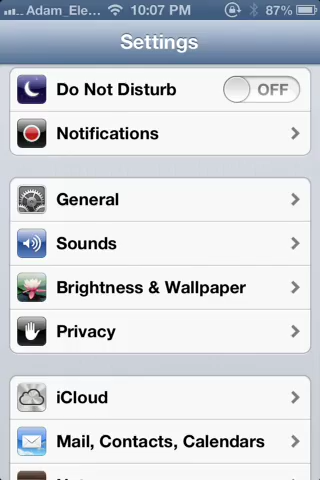 Adam_Ele... 10:07 PM 87%
Settings
Do Not Disturb OFF
Notifications
General
Sounds
Brightness & Wallpaper
Privacy
iCloud
Mail, Contacts, Calendars